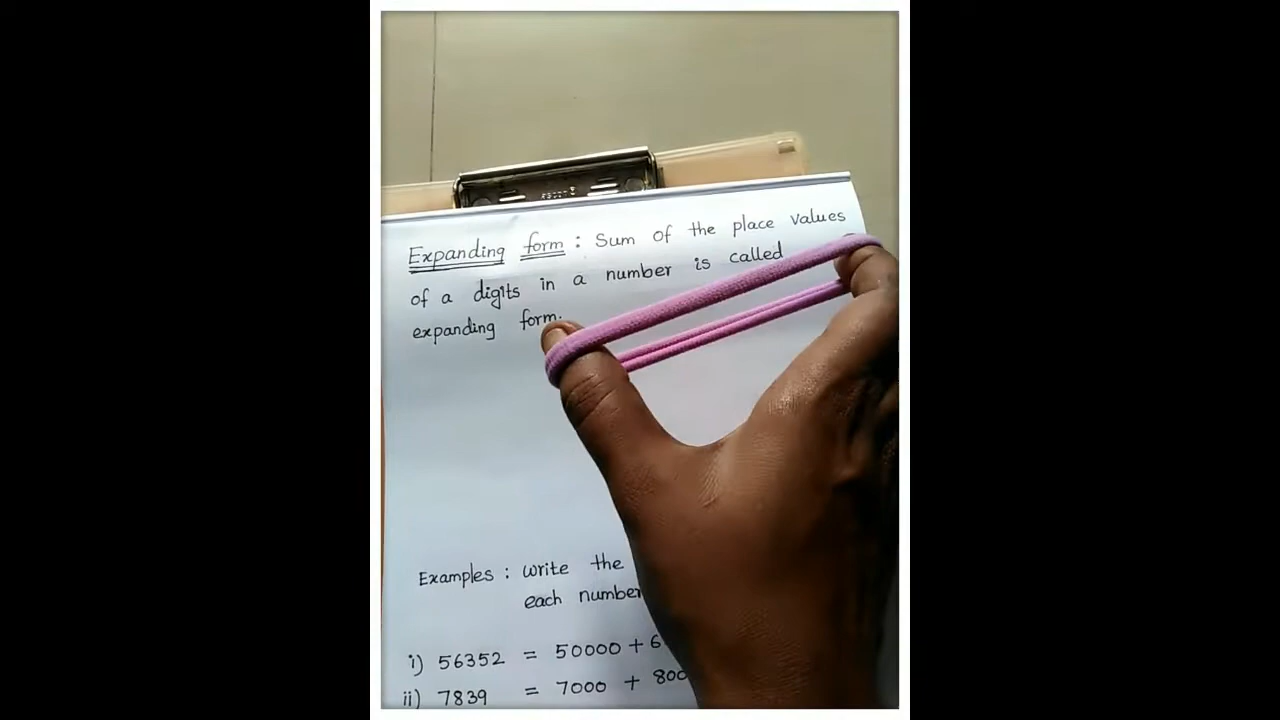 Expanding form : Sum of the place values
of a digits in a number is called
expanding form.
Examples : Write the
each number
i) 56352 = 50000 + 6
ii) 7839 = 7000 + 800